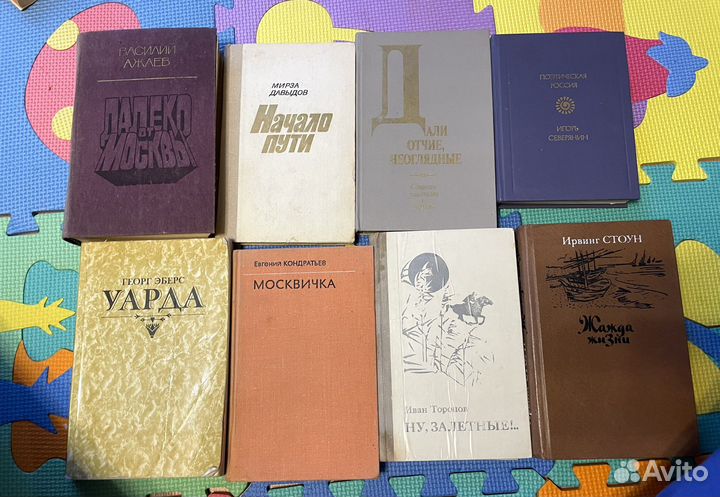 ВАСИЛИЙ
АЖАЕВ
ДАЛЕКО
ОТ
МОСКВЫ
МИРЗА
ДАВЫДОВ
Начало
ПУТИ
ДАЛИ
ОТЧИЕ,
НЕОГЛЯДНЫЕ
ПОЭТИЧЕСКАЯ
РОССИЯ
ИГОРЬ
СЕВЕРЯНИН
ГЕОРГ ЭБЕРС
УАРДА
Евгений КОНДРАТЬЕВ
МОСКВИЧКА
Иван Торопов
НУ, ЗАЛЕТНЫЕ!..
Ирвинг СТОУН
Жажда
жизни
Avito